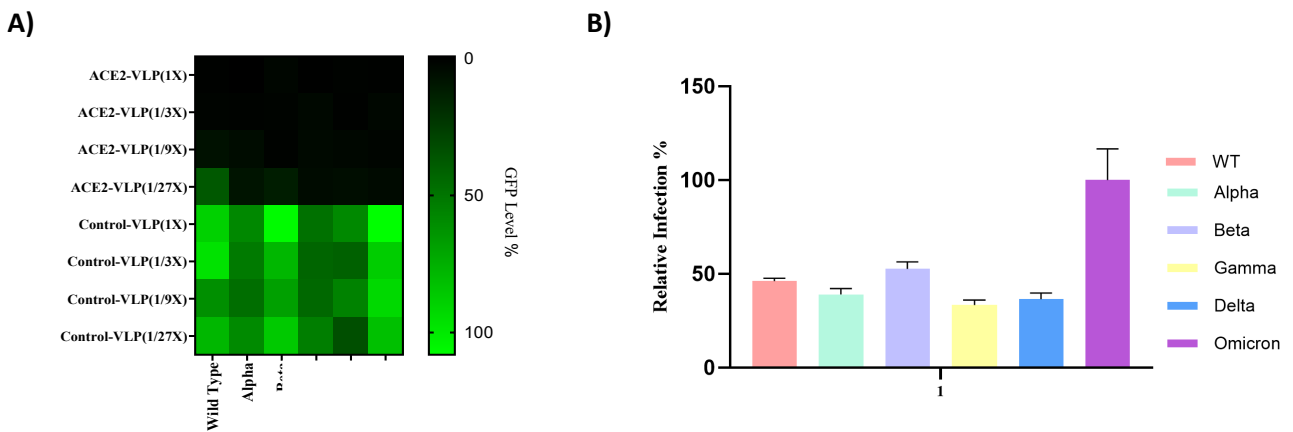 A)
ACE2-VLP(1X)
ACE2-VLP(1/3X)
ACE2-VLP(1/9X)
ACE2-VLP(1/27X)
Control-VLP(1X)
Control-VLP(1/3X)
Control-VLP(1/9X)
Control-VLP(1/27X)
Wild Type
Alpha
0
50
100
GFP Level %
B)
Relative Infection %
150
100
50
0
1
WT
Alpha
Beta
Gamma
Delta
Omicron